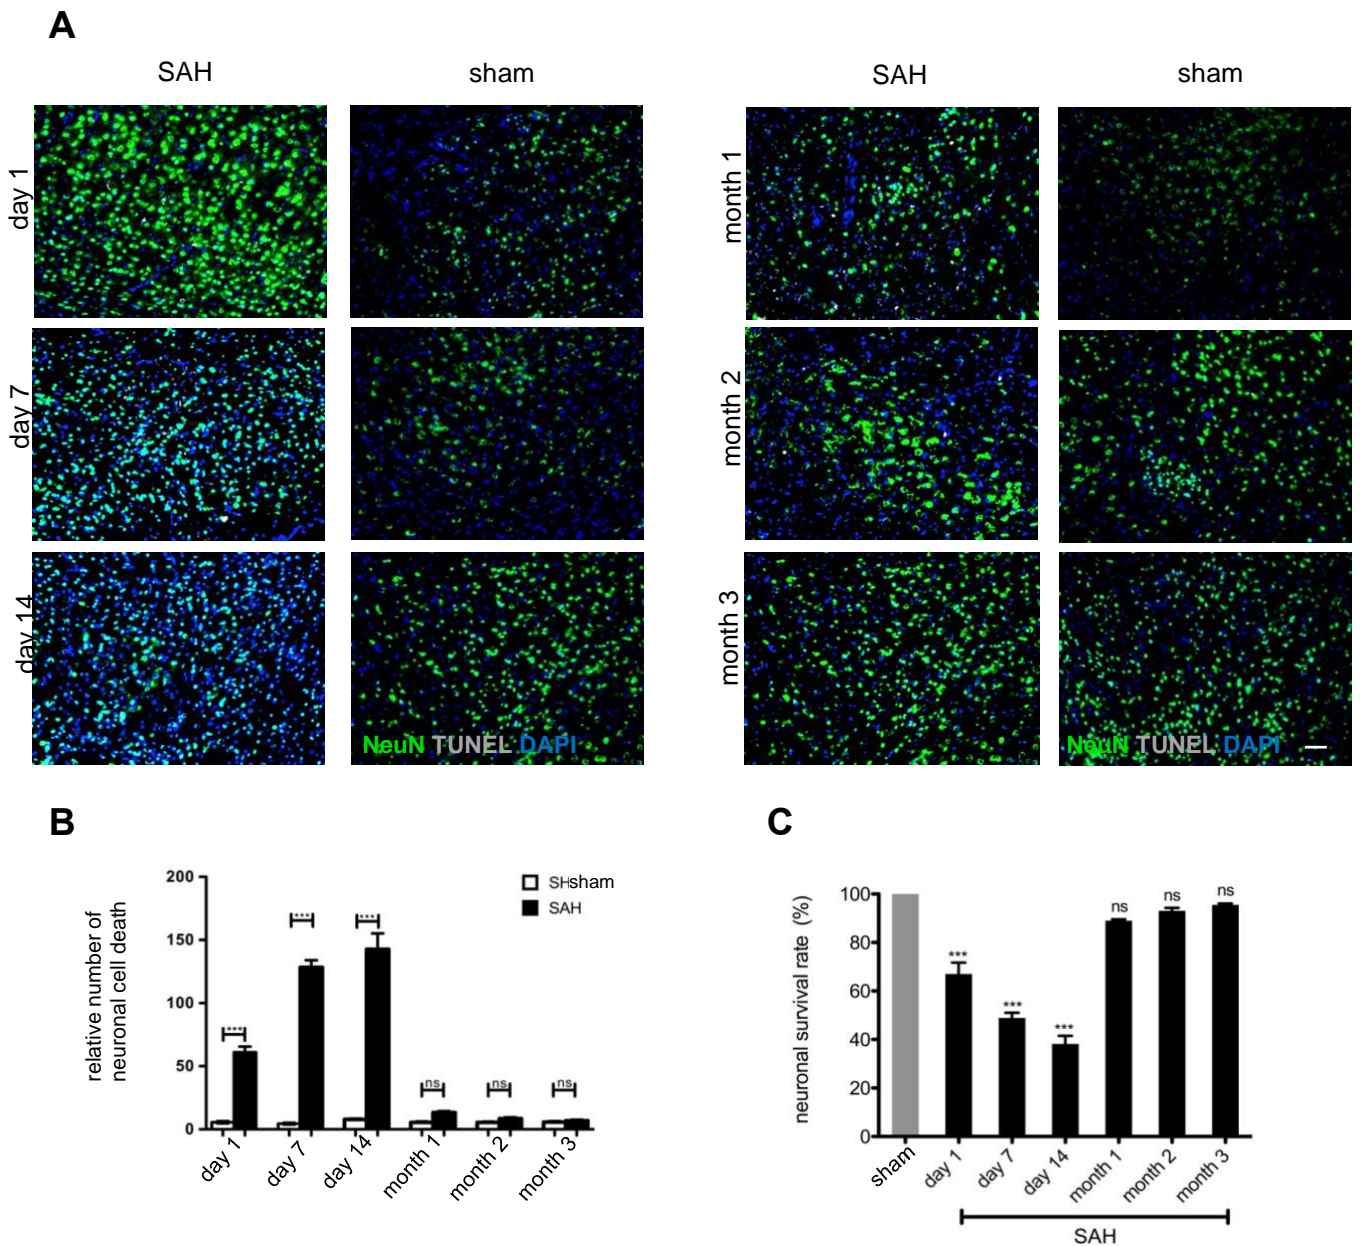 A
SAH sham SAH sham
day 1
month 1
day 7
month 2
day 14
month 3
NeuN TUNEL DAPI
NeuN TUNEL DAPI
B
C
relative number of
neuronal cell death
200
150
100
50
0
***
***
***
ns
ns
ns
sham
SAH
day 1
day 7
day 14
month 1
month 2
month 3
neuronal survival rate (%)
100
80
60
40
20
0
***
***
***
ns
ns
ns
sham
day 1
day 7
day 14
month 1
month 2
month 3
SAH